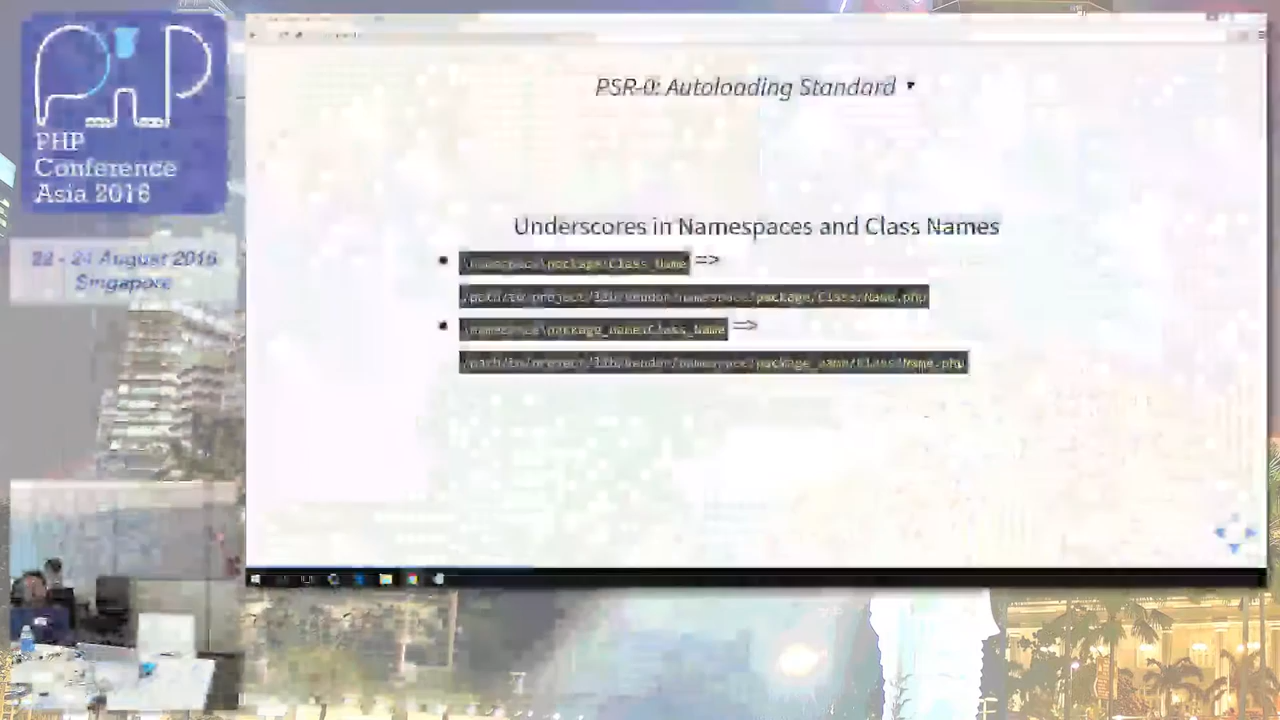 PHP
Conference
Asia 2016
22 - 24 August 2016
Singapore
PSR-0: Autoloading Standard
Underscores in Namespaces and Class Names
\namespace\package\Class_Name =>
/path/to/project/lib/vendor/namespace/package/Class/Name.php
\namespace\package_name\Class_Name =>
/path/to/project/lib/vendor/namespace/package_name/Class/Name.php